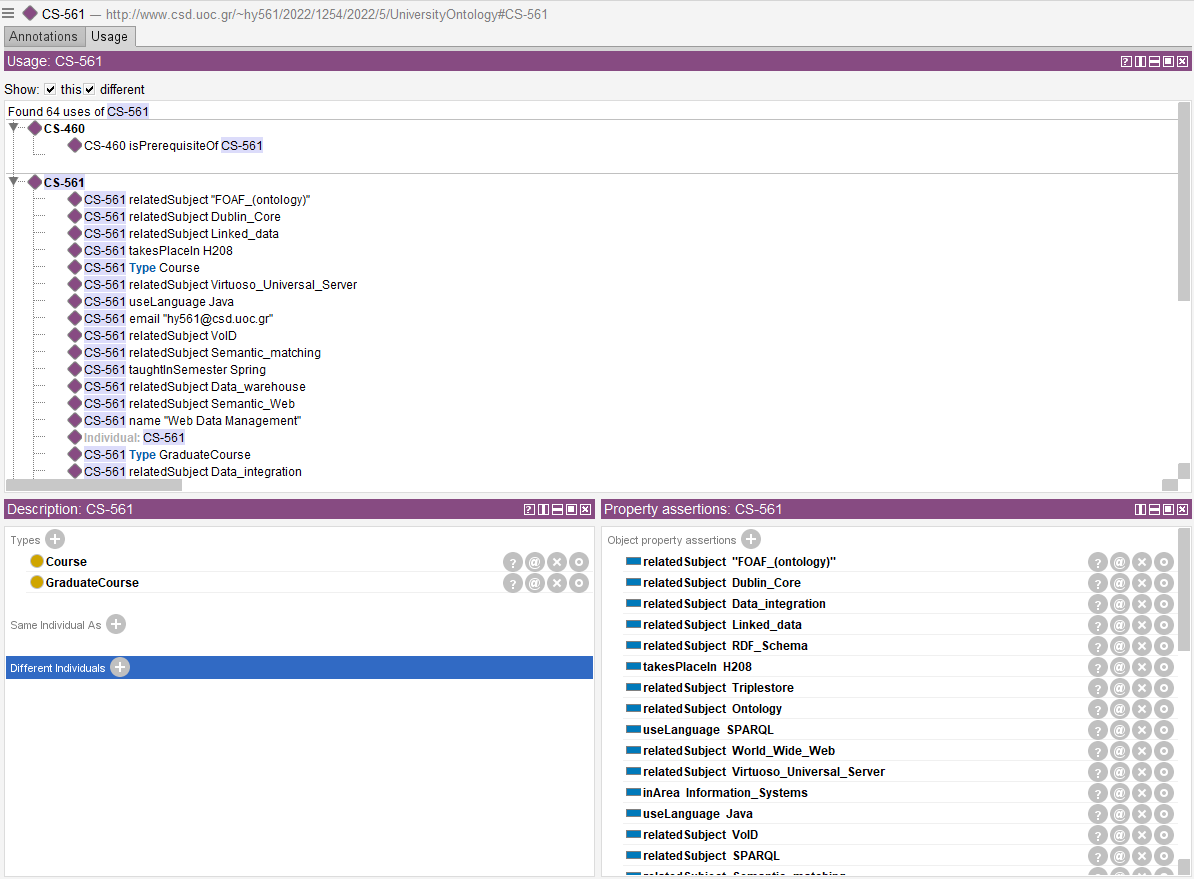 CS-561 — http://www.csd.uoc.gr/~hy561/2022/1254/2022/5/UniversityOntology#CS-561
Annotations Usage
Usage: CS-561
Show: this different
Found 64 uses of CS-561
CS-460
CS-460 isPrerequisiteOf CS-561
CS-561
CS-561 relatedSubject "FOAF_(ontology)"
CS-561 relatedSubject Dublin_Core
CS-561 relatedSubject Linked_data
CS-561 takesPlaceIn H208
CS-561 Type Course
CS-561 relatedSubject Virtuoso_Universal_Server
CS-561 useLanguage Java
CS-561 email "hy561@csd.uoc.gr"
CS-561 relatedSubject VoID
CS-561 relatedSubject Semantic_matching
CS-561 taughtInSemester Spring
CS-561 relatedSubject Data_warehouse
CS-561 relatedSubject Semantic_Web
CS-561 name "Web Data Management"
Individual: CS-561
CS-561 Type GraduateCourse
CS-561 relatedSubject Data_integration
Description: CS-561
Types
Course
GraduateCourse
Same Individual As
Different Individuals
Property assertions: CS-561
Object property assertions
relatedSubject "FOAF_(ontology)"
relatedSubject Dublin_Core
relatedSubject Data_integration
relatedSubject Linked_data
relatedSubject RDF_Schema
takesPlaceIn H208
relatedSubject Triplestore
relatedSubject Ontology
useLanguage SPARQL
relatedSubject World_Wide_Web
relatedSubject Virtuoso_Universal_Server
inArea Information_Systems
useLanguage Java
relatedSubject VoID
relatedSubject SPARQL
relatedSubject Semantic_matching